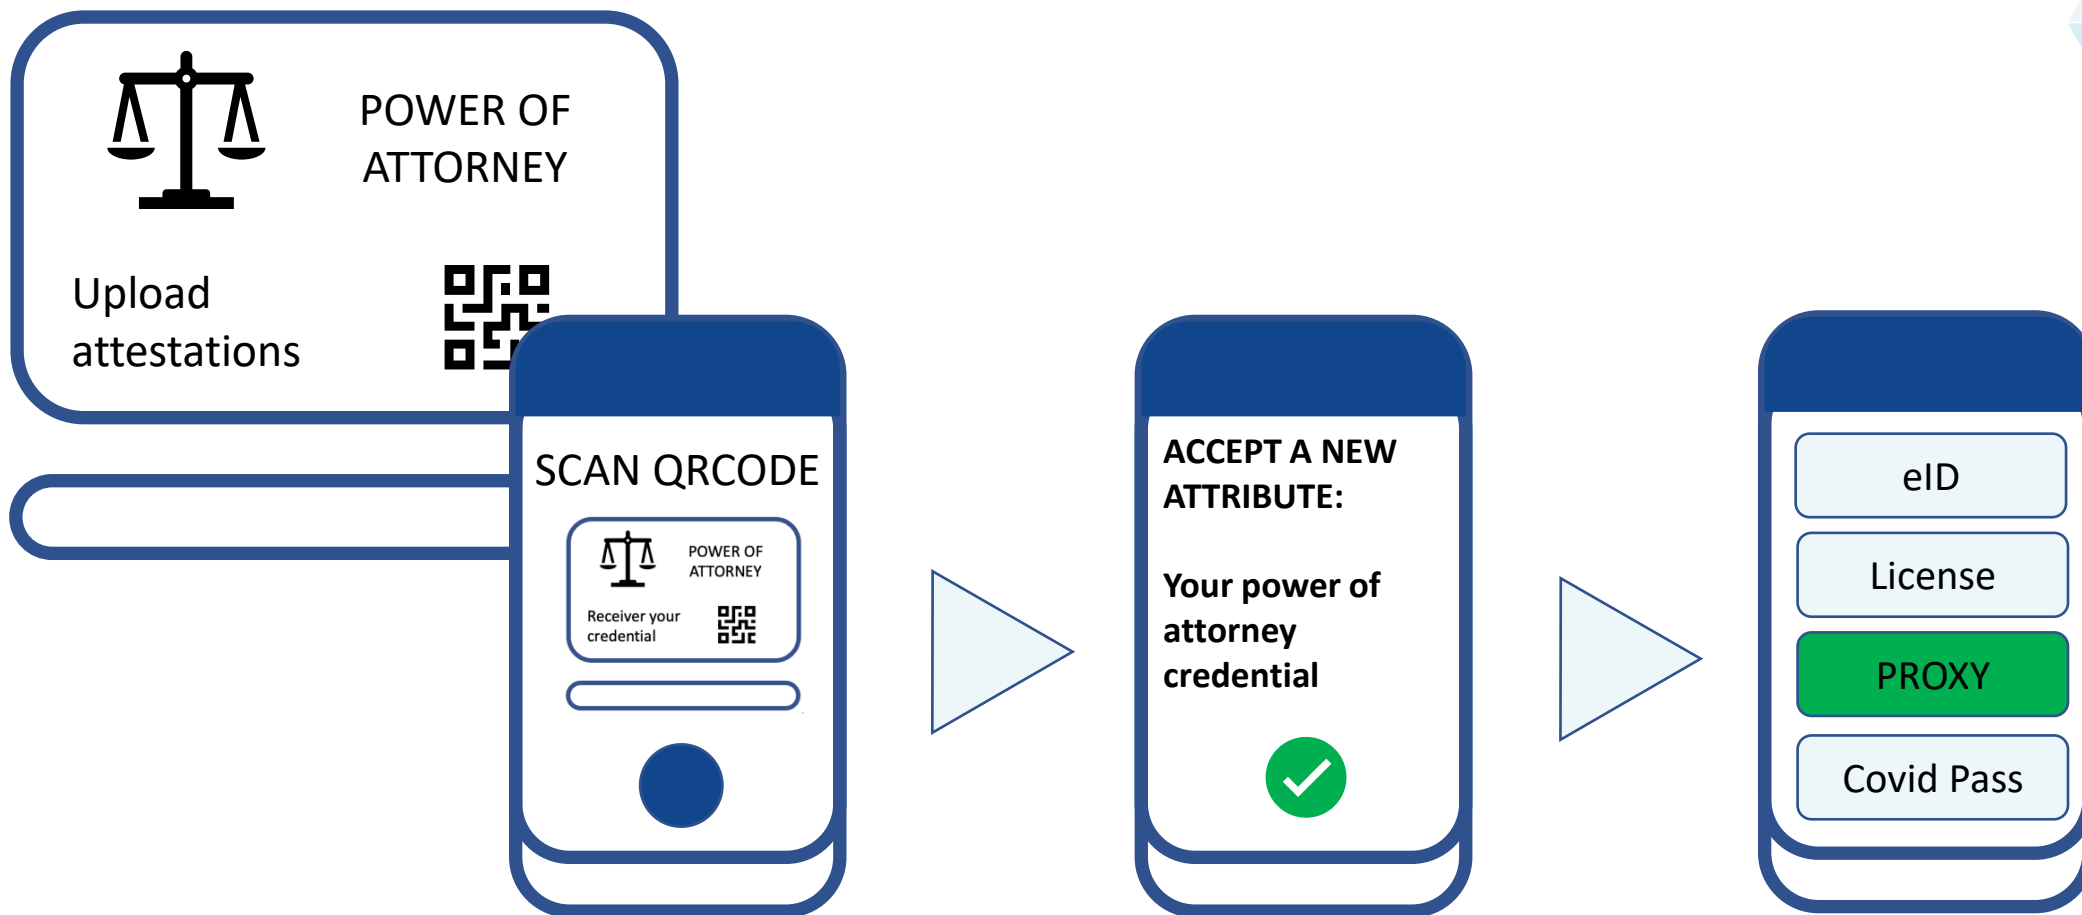 POWER OF
ATTORNEY
Upload
attestations
SCAN QRCODE
POWER OF
ATTORNEY
Receiver your
credential
ACCEPT A NEW
ATTRIBUTE:
Your power of
attorney
credential
eID
License
PROXY
Covid Pass